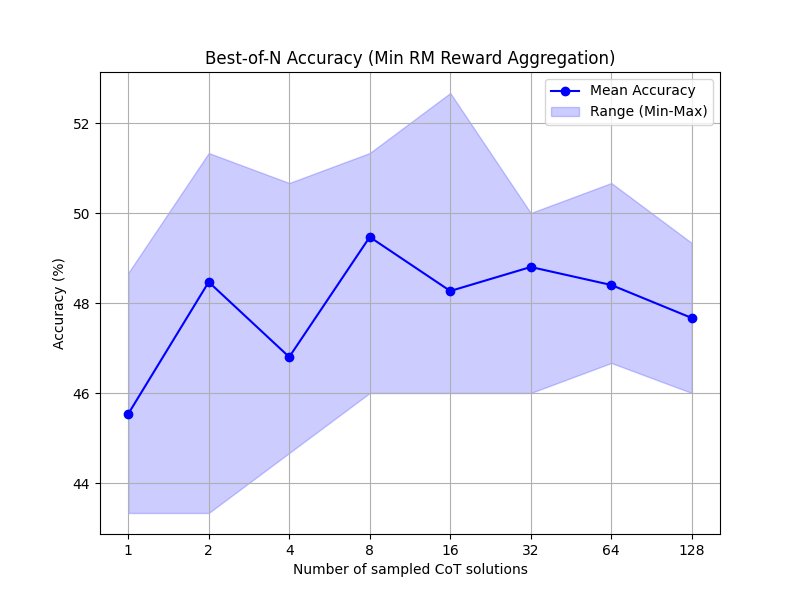 Best-of-N Accuracy (Min RM Reward Aggregation)
Mean Accuracy
Range (Min-Max)
Accuracy (%)
52
50
48
46
44
1 2 4 8 16 32 64 128
Number of sampled CoT solutions